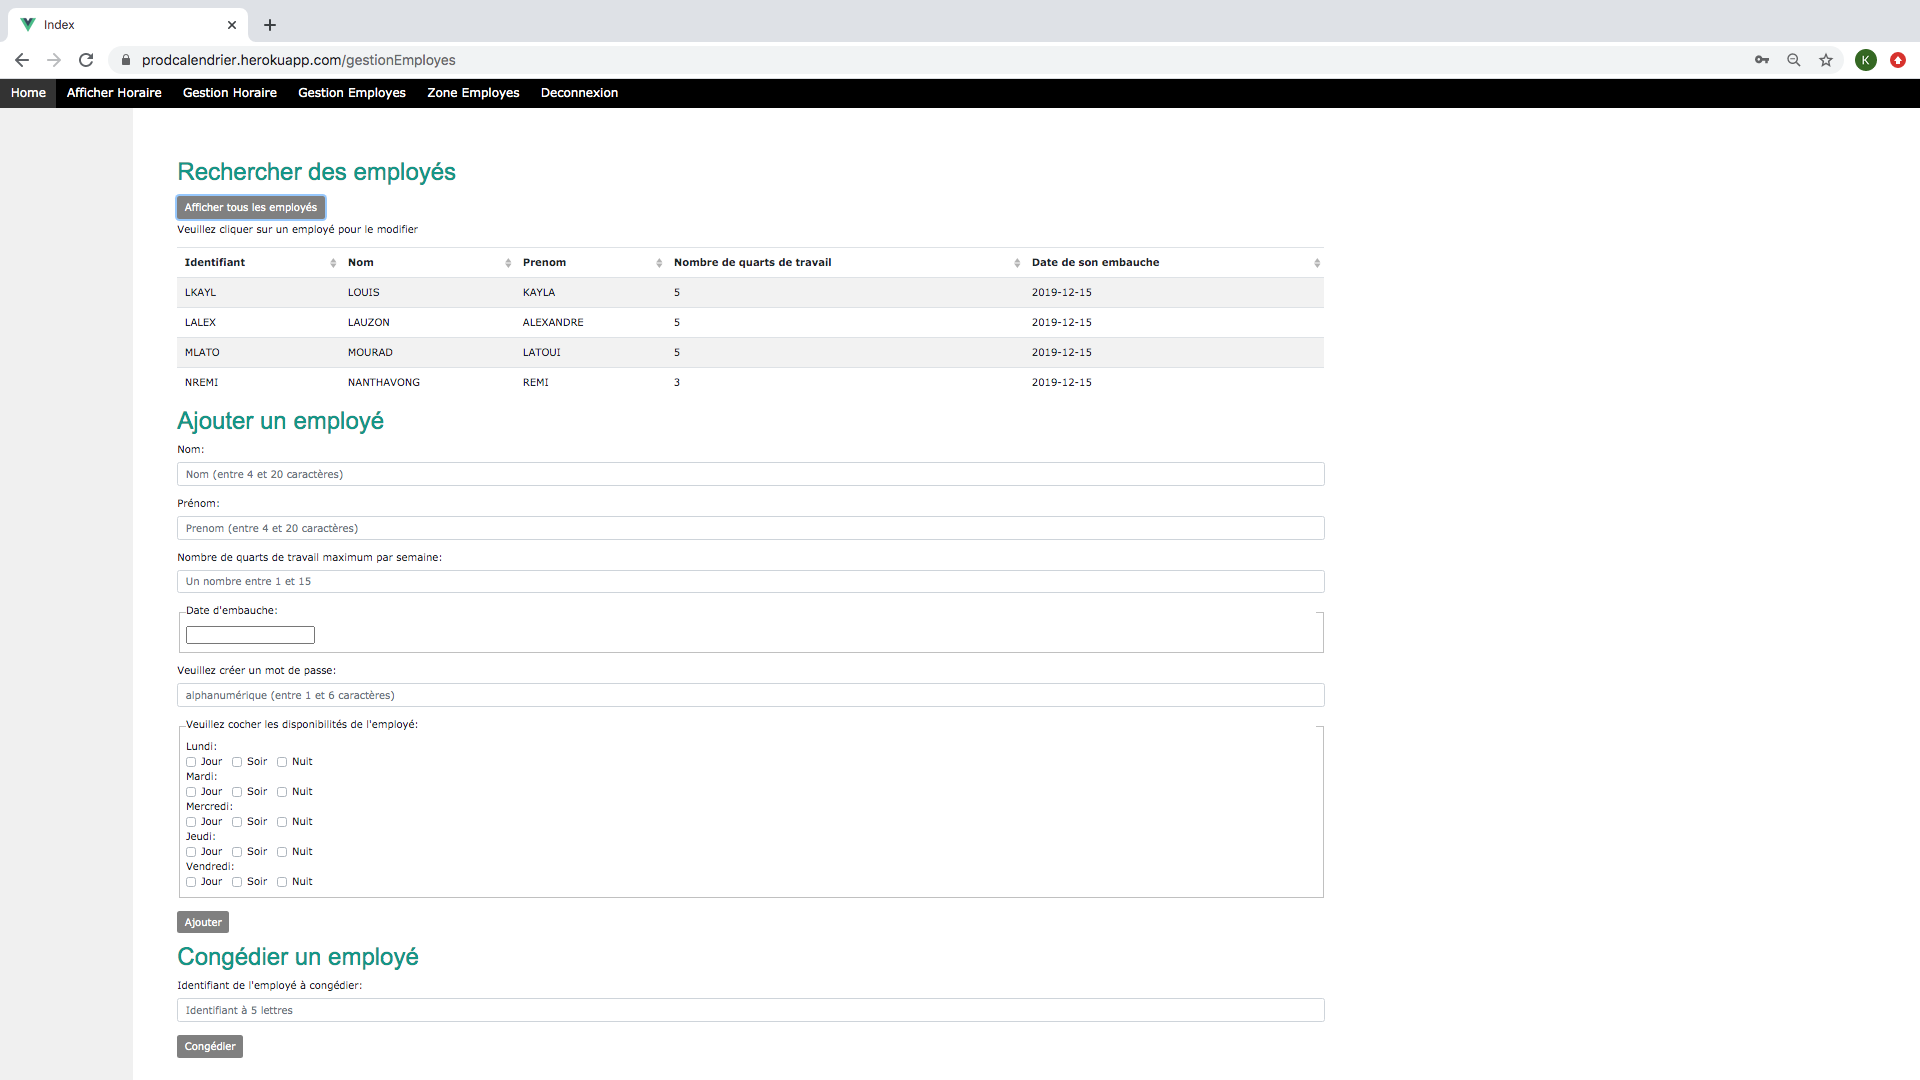 Index
prodcalendrier.herokuapp.com/gestionEmployes
K
Home Afficher Horaire Gestion Horaire Gestion Employes Zone Employes Deconnexion
Rechercher des employés
Afficher tous les employés
Veuillez cliquer sur un employé pour le modifier
Identifiant Nom Prenom Nombre de quarts de travail Date de son embauche
LKAYL LOUIS KAYLA 5 2019-12-15
LALEX LAUZON ALEXANDRE 5 2019-12-15
MLATO MOURAD LATOUI 5 2019-12-15
NREMI NANTHAVONG REMI 3 2019-12-15
Ajouter un employé
Nom:
Nom (entre 4 et 20 caractères)
Prénom:
Prenom (entre 4 et 20 caractères)
Nombre de quarts de travail maximum par semaine:
Un nombre entre 1 et 15
Date d'embauche:
Veuillez créer un mot de passe:
alphanumérique (entre 1 et 6 caractères)
Veuillez cocher les disponibilités de l'employé:
Lundi:
Jour Soir Nuit
Mardi:
Jour Soir Nuit
Mercredi:
Jour Soir Nuit
Jeudi:
Jour Soir Nuit
Vendredi:
Jour Soir Nuit
Ajouter
Congédier un employé
Identifiant de l'employé à congédier:
Identifiant à 5 lettres
Congédier